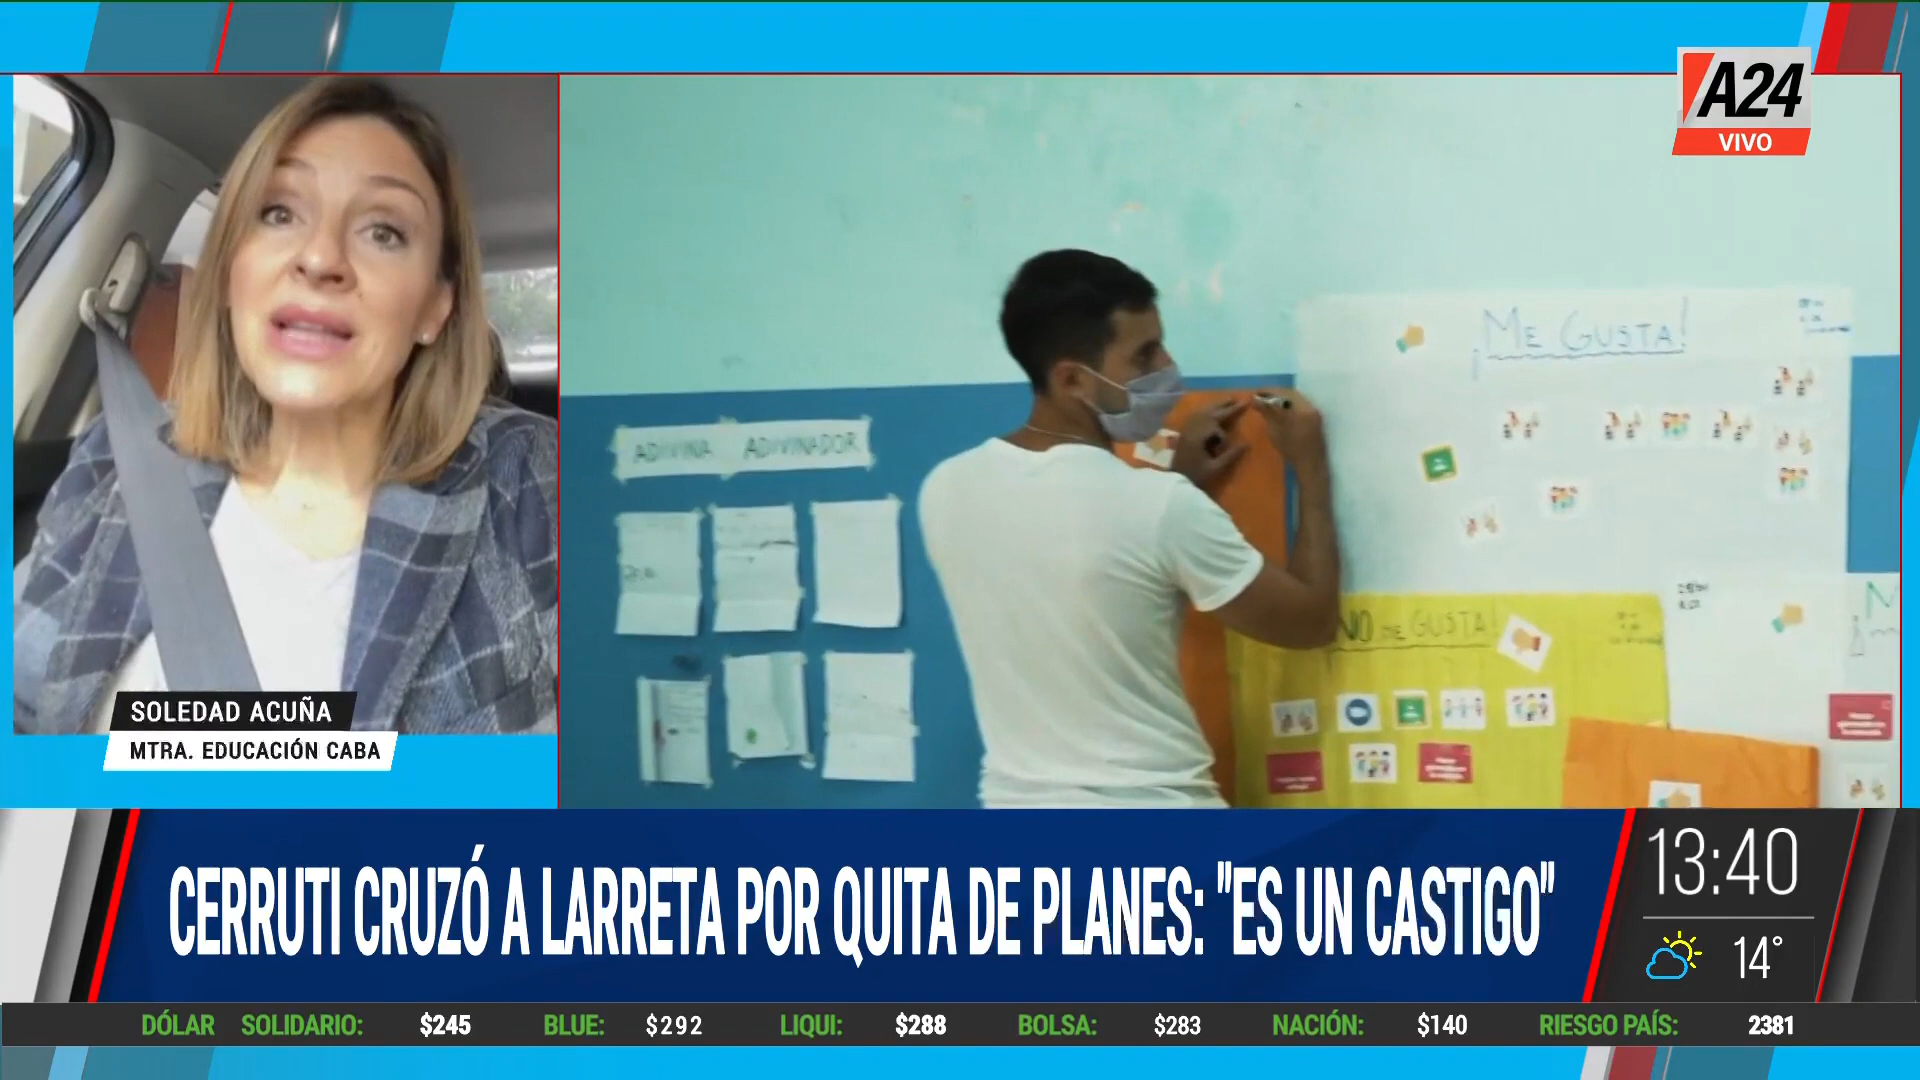 A24
VIVO
¡ME GUSTA!
ADIVINA ADIVINADOR
NO ME GUSTA!
SOLEDAD ACUÑA
MTRA. EDUCACIÓN CABA
CERRUTI CRUZÓ A LARRETA POR QUITA DE PLANES: "ES UN CASTIGO"
13:40
14°
DÓLAR SOLIDARIO: $245 BLUE: $292 LIQUI: $288 BOLSA: $283 NACIÓN: $140 RIESGO PAÍS: 2381